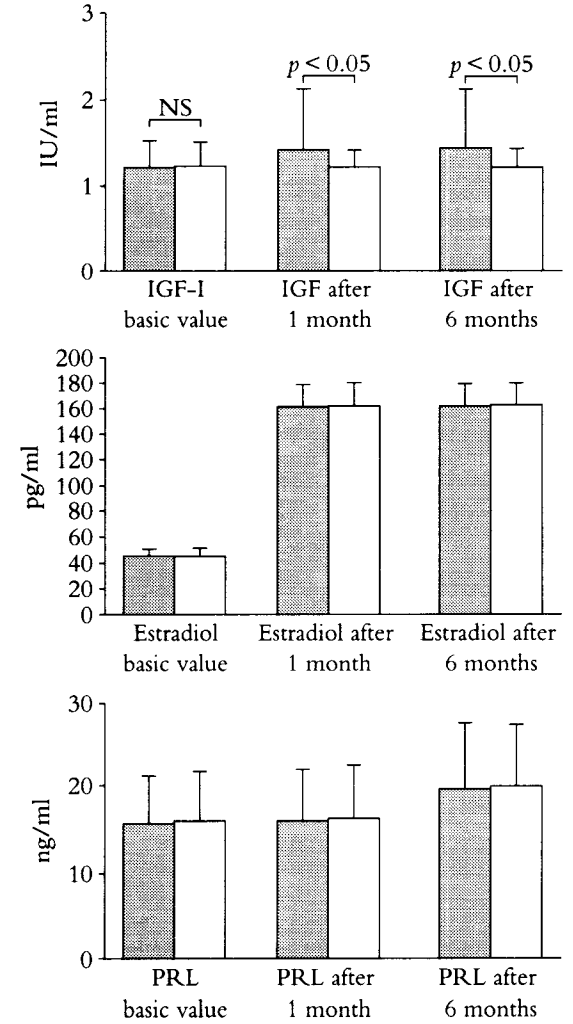 3
2
1
0
IU/ml
NS
p < 0.05
p < 0.05
IGF-I
basic value
IGF after
1 month
IGF after
6 months
200
180
160
140
120
100
80
60
40
20
0
pg/ml
Estradiol
basic value
Estradiol after
1 month
Estradiol after
6 months
30
20
10
0
ng/ml
PRL
basic value
PRL after
1 month
PRL after
6 months